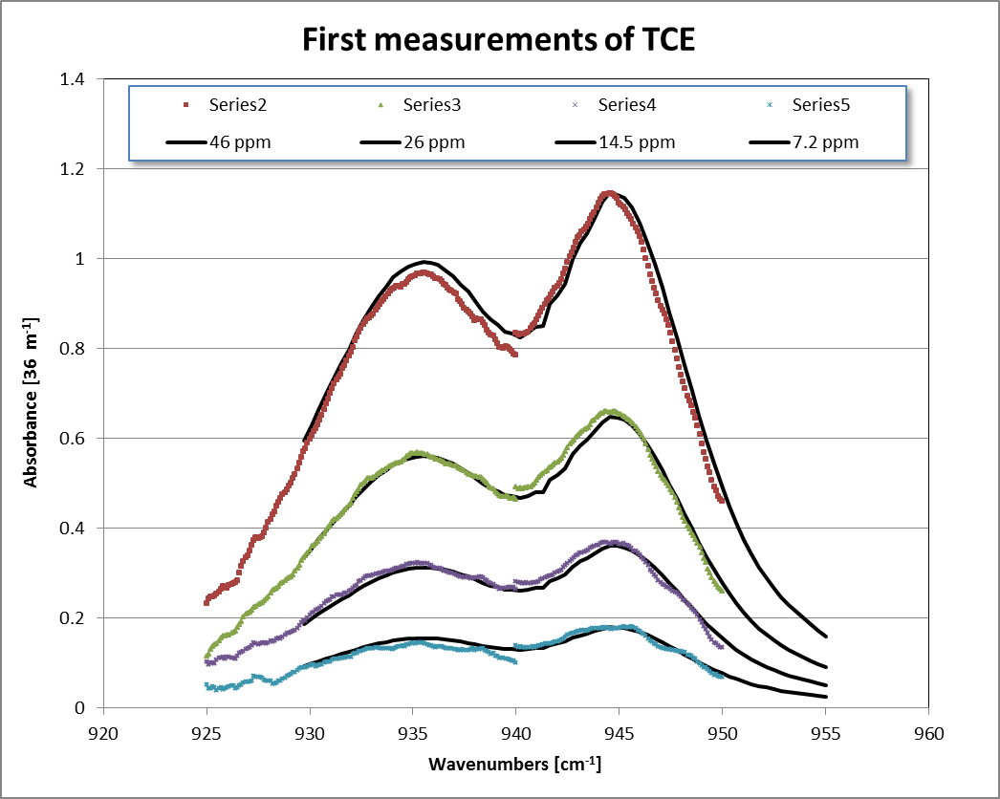 First measurements of TCE
Series2 Series3 Series4 Series5
46 ppm 26 ppm 14.5 ppm 7.2 ppm
1.4
1.2
1
0.8
0.6
0.4
0.2
0
Absorbance [36 m-1]
920 925 930 935 940 945 950 955 960
Wavenumbers [cm-1]